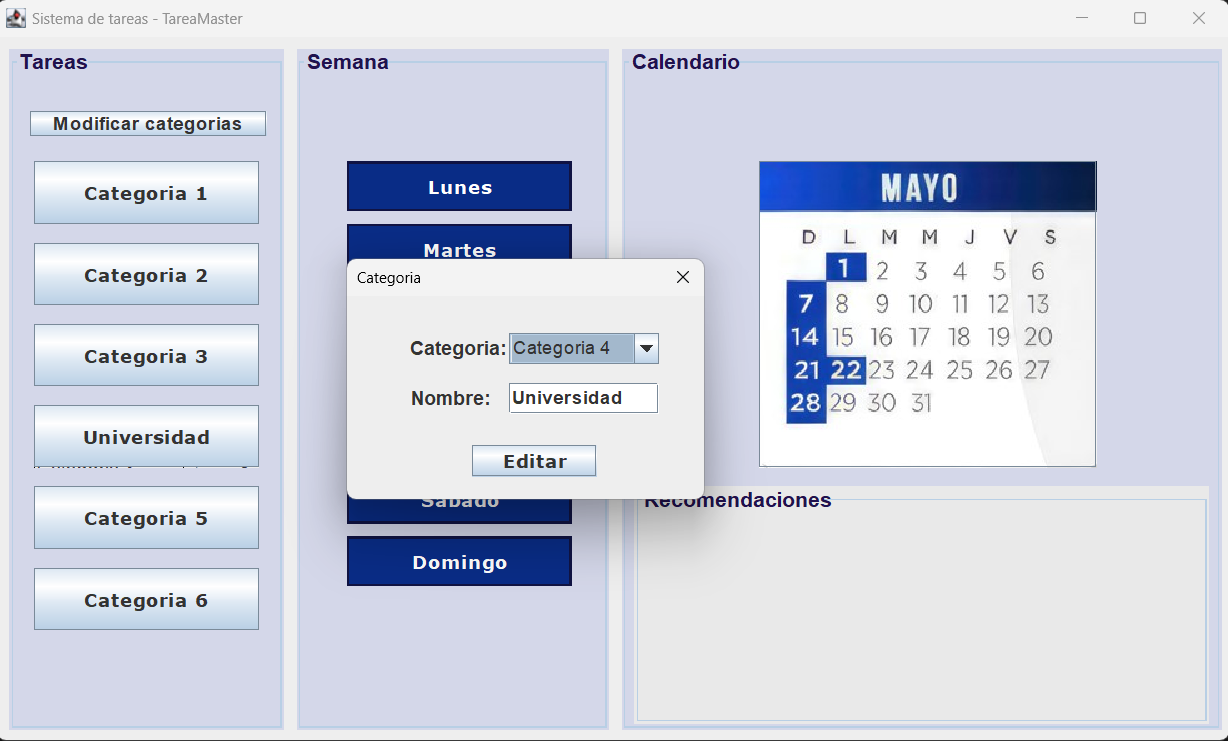 Sistema de tareas - TareaMaster
Tareas
Modificar categorias
Categoria 1
Categoria 2
Categoria 3
Universidad
Categoria 5
Categoria 6
Semana
Lunes
Martes
Sabado
Domingo
Categoria
Categoria: Categoria 4
Nombre: Universidad
Editar
Calendario
MAYO
D L M M J V S
1 2 3 4 5 6
7 8 9 10 11 12 13
14 15 16 17 18 19 20
21 22 23 24 25 26 27
28 29 30 31
Recomendaciones